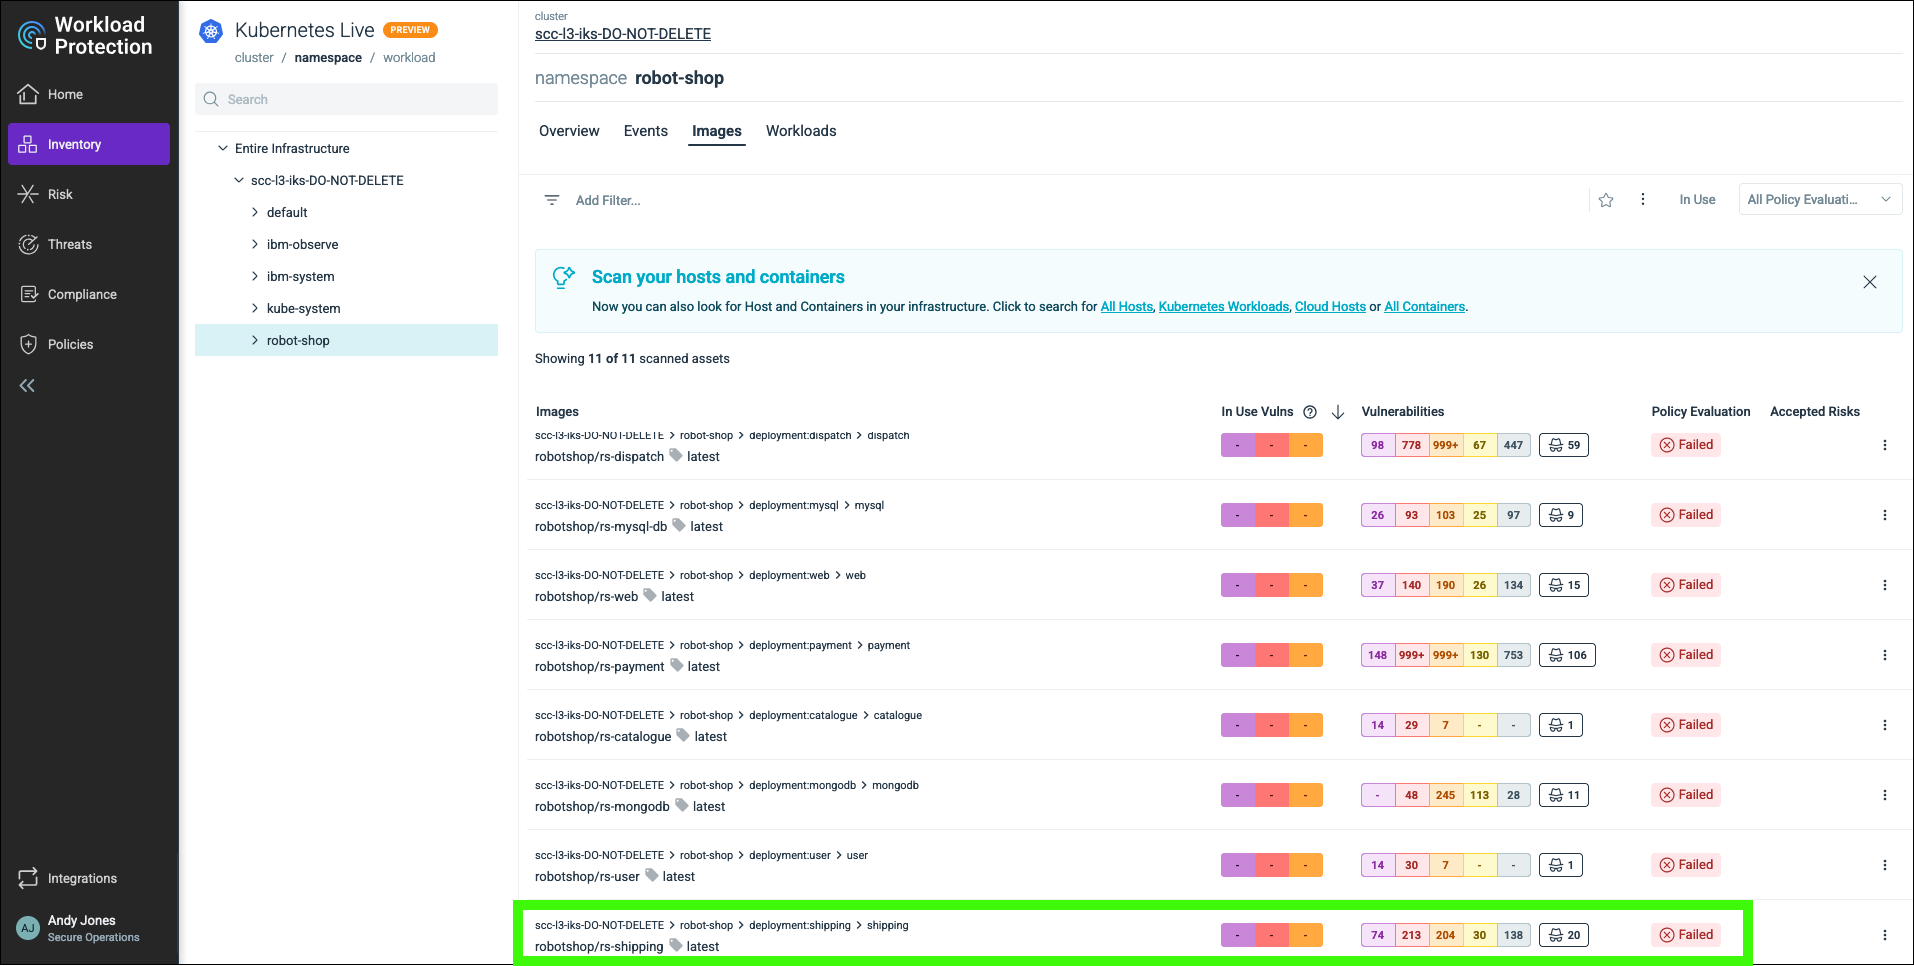 Workload
Protection
Home
Inventory
Risk
Threats
Compliance
Policies
Integrations
AJ
Andy Jones
Secure Operations
Kubernetes Live PREVIEW
cluster / namespace / workload
Search
Entire Infrastructure
scc-l3-iks-DO-NOT-DELETE
default
ibm-observe
ibm-system
kube-system
robot-shop
cluster
scc-l3-iks-DO-NOT-DELETE
namespace robot-shop
Overview Events Images Workloads
Add Filter... In Use All Policy Evaluati...
Scan your hosts and containers
Now you can also look for Host and Containers in your infrastructure. Click to search for All Hosts, Kubernetes Workloads, Cloud Hosts or All Containers.
Showing 11 of 11 scanned assets
Images In Use Vulns ? Vulnerabilities Policy Evaluation Accepted Risks
scc-l3-iks-DO-NOT-DELETE > robot-shop > deployment:dispatch > dispatch
robotshop/rs-dispatch latest - - - 98 778 999+ 67 447 59 Failed
scc-l3-iks-DO-NOT-DELETE > robot-shop > deployment:mysql > mysql
robotshop/rs-mysql-db latest - - - 26 93 103 25 97 9 Failed
scc-l3-iks-DO-NOT-DELETE > robot-shop > deployment:web > web
robotshop/rs-web latest - - - 37 140 190 26 134 15 Failed
scc-l3-iks-DO-NOT-DELETE > robot-shop > deployment:payment > payment
robotshop/rs-payment latest - - - 148 999+ 999+ 130 753 106 Failed
scc-l3-iks-DO-NOT-DELETE > robot-shop > deployment:catalogue > catalogue
robotshop/rs-catalogue latest - - - 14 29 7 - - 1 Failed
scc-l3-iks-DO-NOT-DELETE > robot-shop > deployment:mongodb > mongodb
robotshop/rs-mongodb latest - - - - 48 245 113 28 11 Failed
scc-l3-iks-DO-NOT-DELETE > robot-shop > deployment:user > user
robotshop/rs-user latest - - - 14 30 7 - - 1 Failed
scc-l3-iks-DO-NOT-DELETE > robot-shop > deployment:shipping > shipping
robotshop/rs-shipping latest - - - 74 213 204 30 138 20 Failed